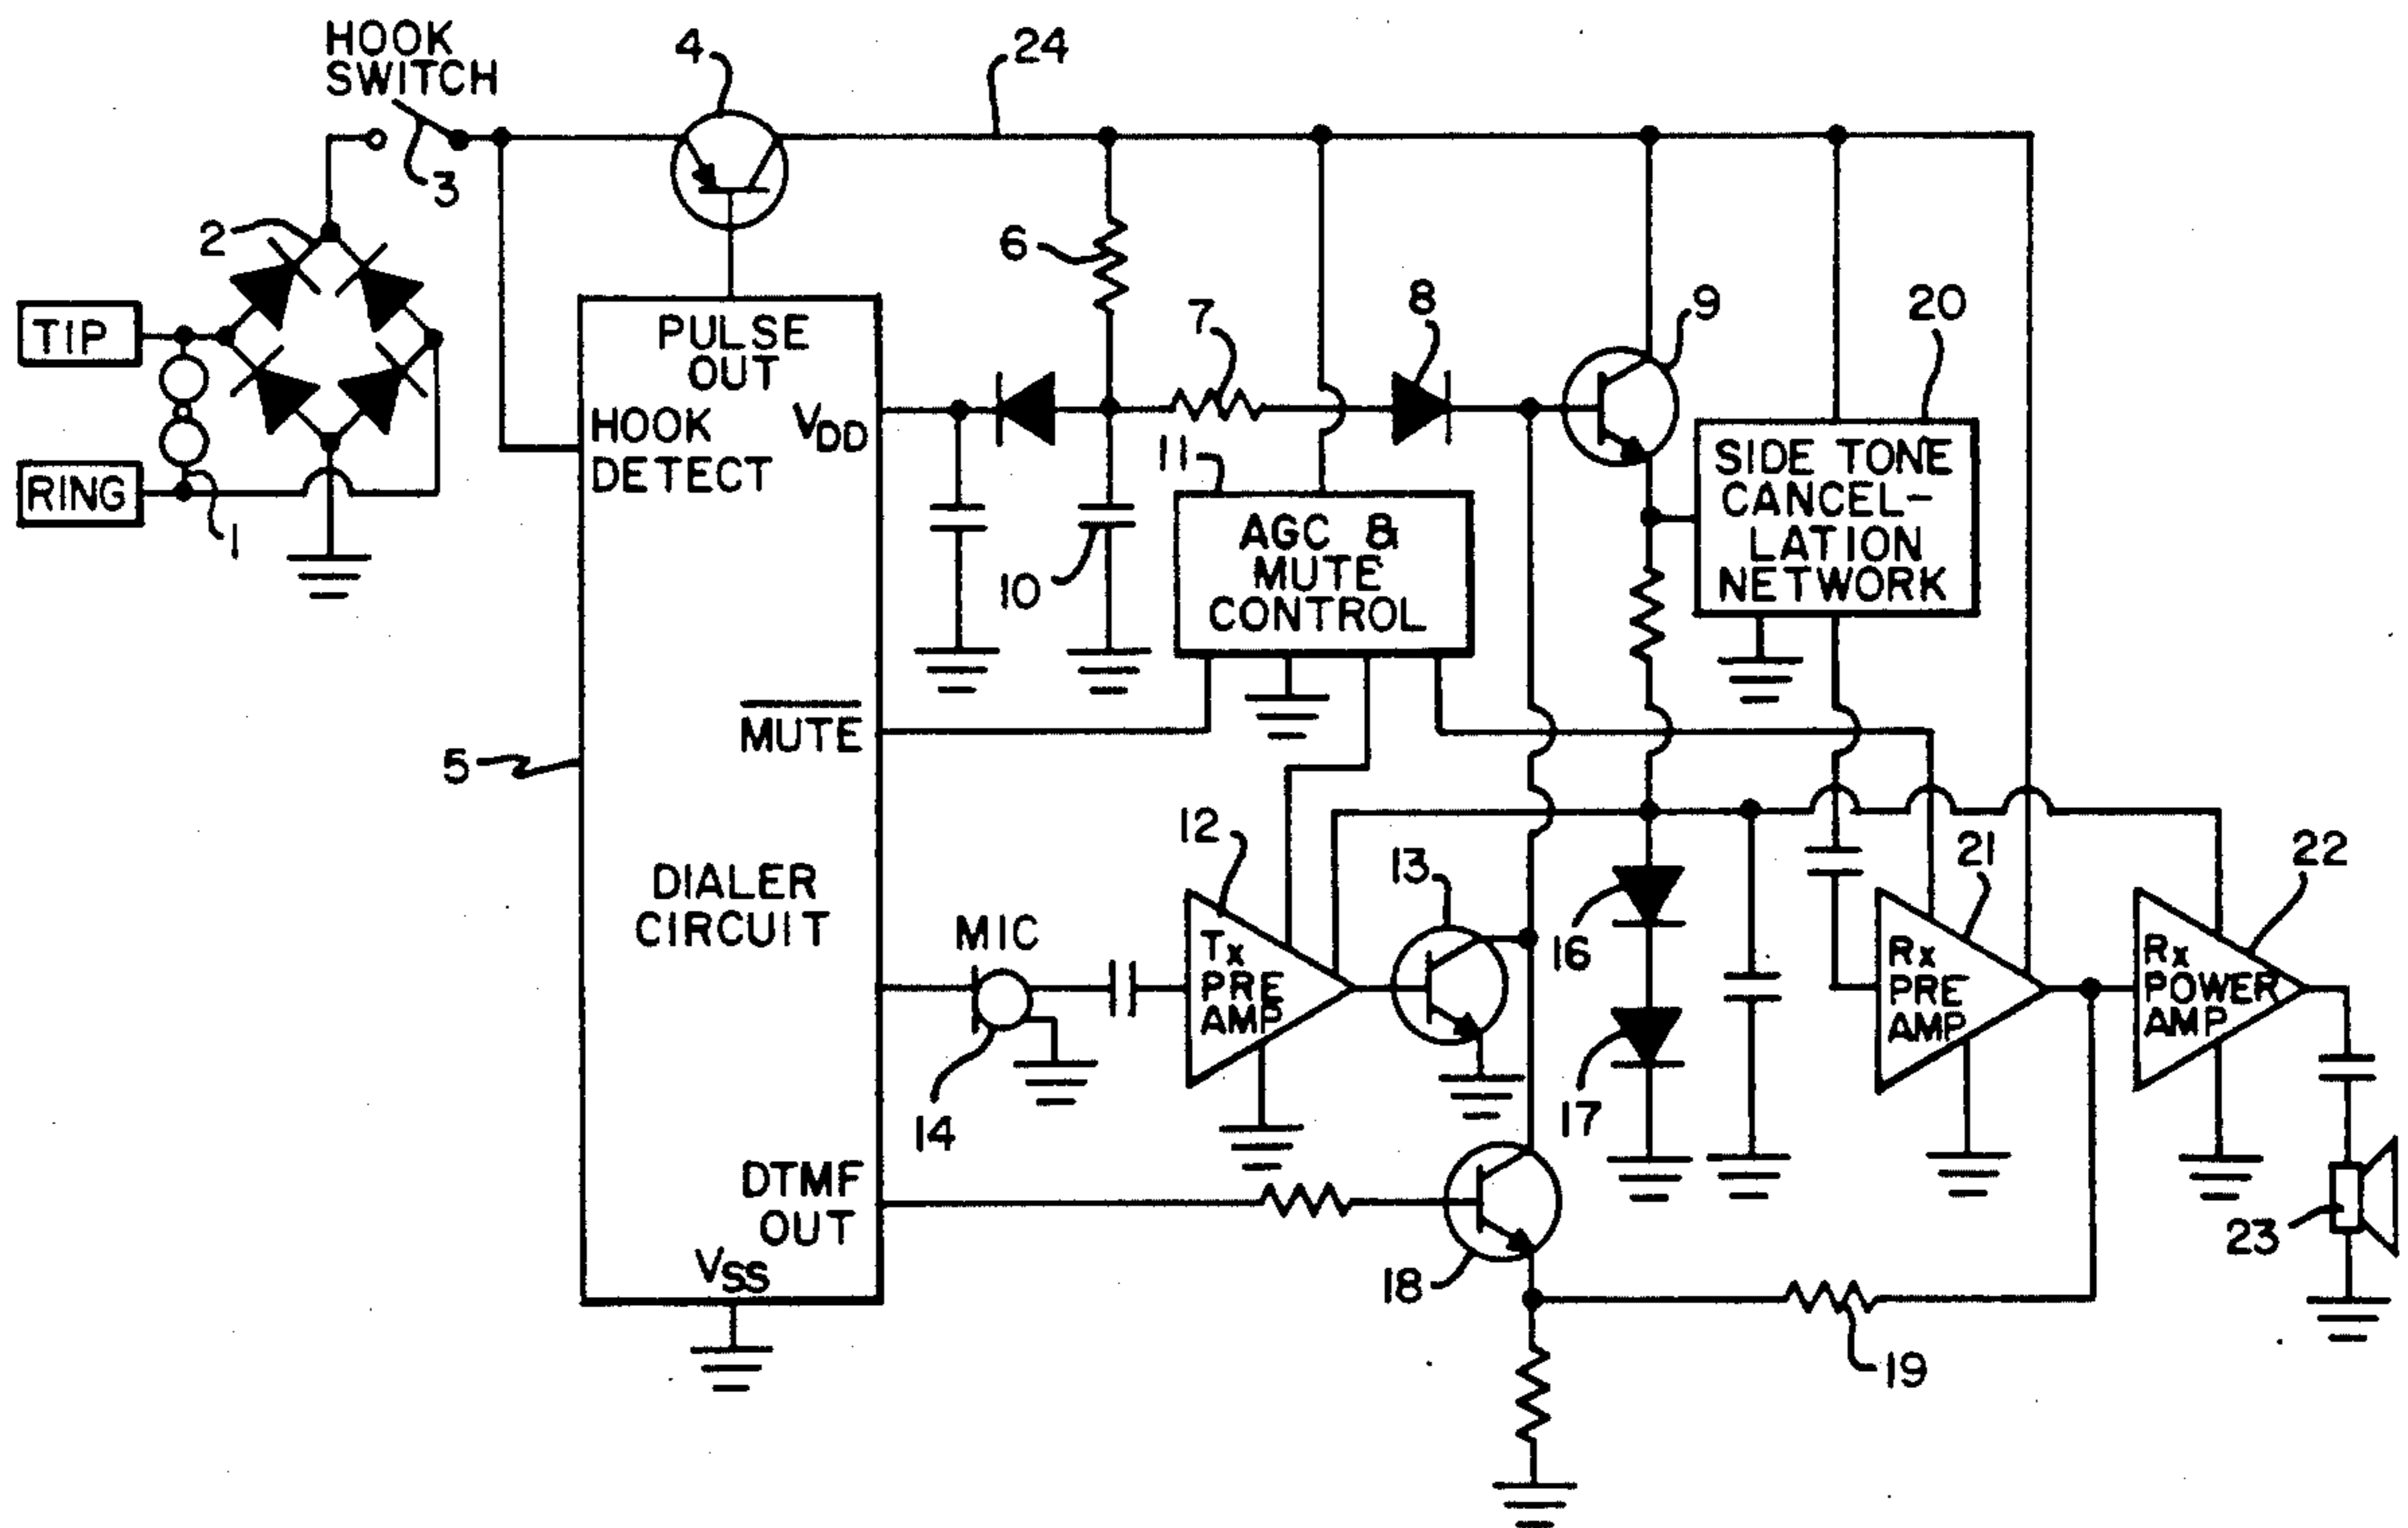 HOOK
SWITCH
4
24
3
2
6
7
8
9
20
TIP
PULSE
OUT
HOOK
DETECT
VDD
11
RING
1
10
AGC &
MUTE
CONTROL
SIDE TONE
CANCEL-
LATION
NETWORK
MUTE
5
12
13
16
21
22
DIALER
CIRCUIT
MIC
Tx
PRE
AMP
Rx
PRE
AMP
Rx
POWER
AMP
14
17
DTMF
OUT
VSS
18
23
19